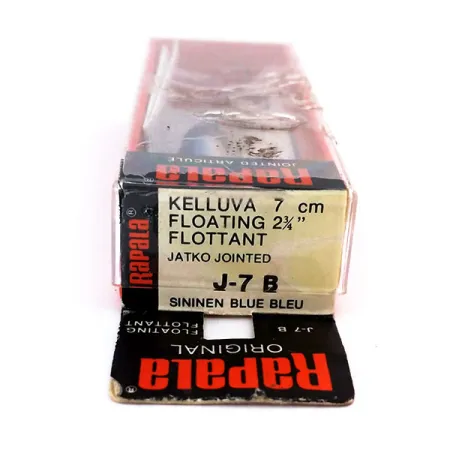 JOINTED ARTICULÉ
RAPALA
RAPALA®
KELLUVA 7 cm
FLOATING 2¾"
FLOTTANT
JATKO JOINTED
J-7 B
SININEN BLUE BLEU
FLOATING
FLOTTANT
J-7 B
ORIGINAL
RAPALA®